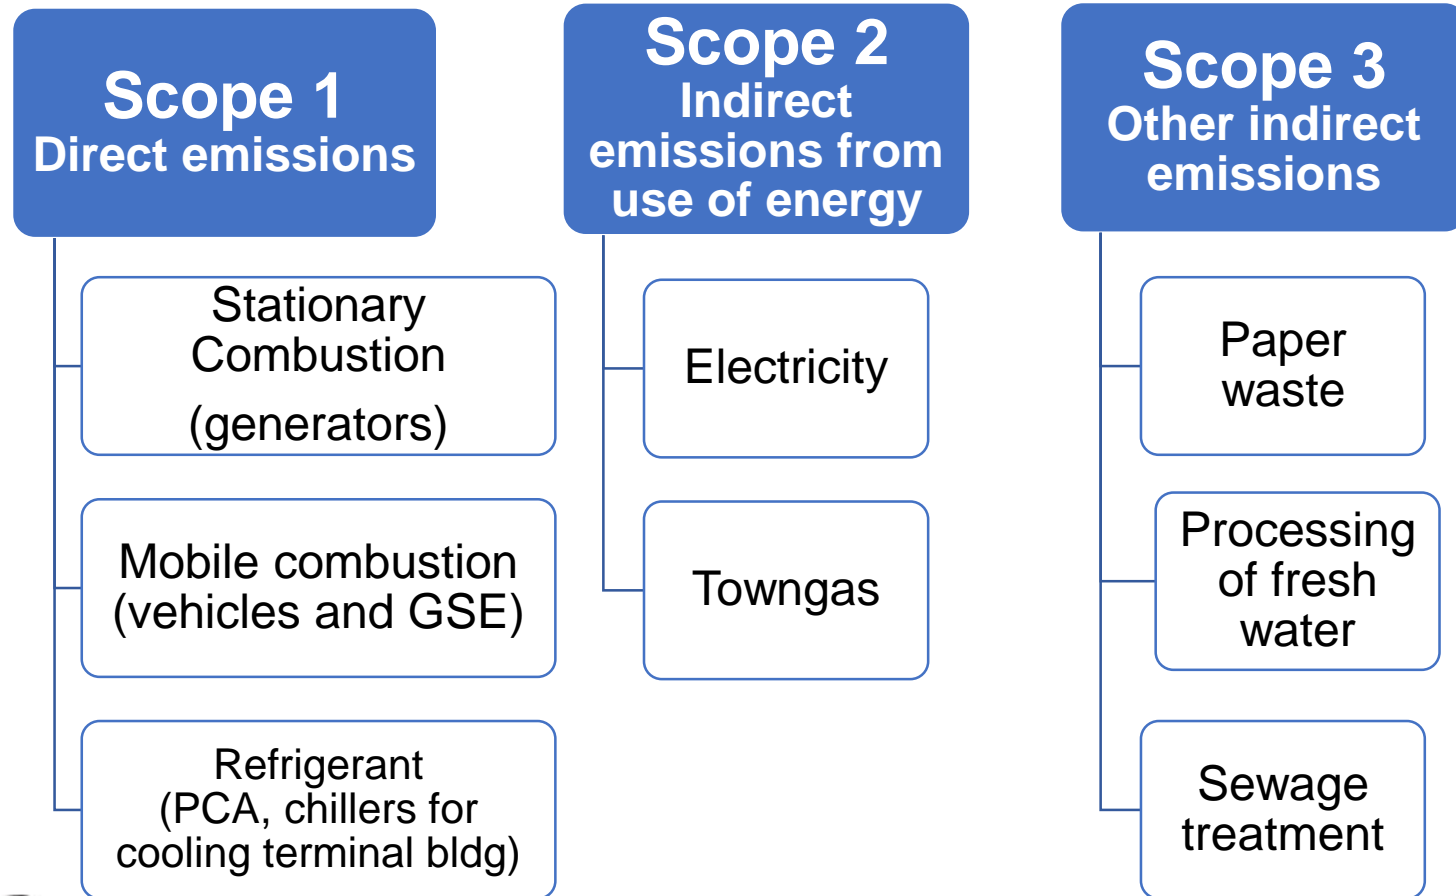 Scope 1
Direct emissions
Stationary
Combustion
(generators)
Mobile combustion
(vehicles and GSE)
Refrigerant
(PCA, chillers for
cooling terminal bldg)
Scope 2
Indirect
emissions from
use of energy
Electricity
Towngas
Scope 3
Other indirect
emissions
Paper
waste
Processing
of fresh
water
Sewage
treatment